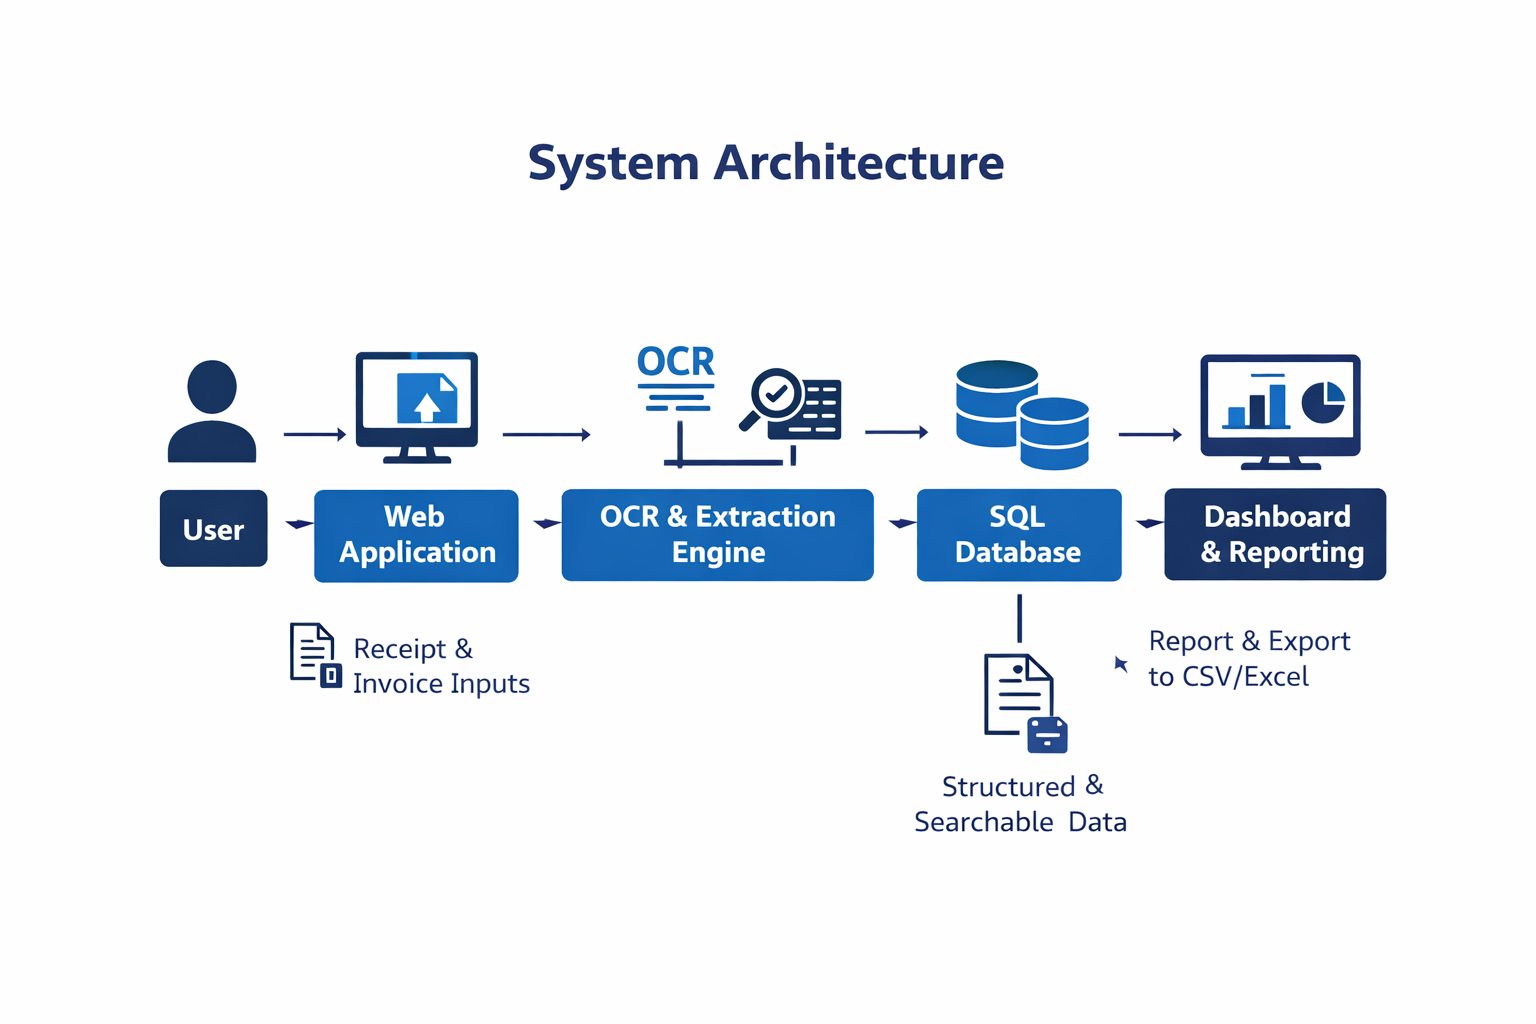 System Architecture
OCR
User
Web
Application
OCR & Extraction
Engine
SQL
Database
Dashboard
& Reporting
Receipt &
Invoice Inputs
Structured &
Searchable Data
Report & Export
to CSV/Excel